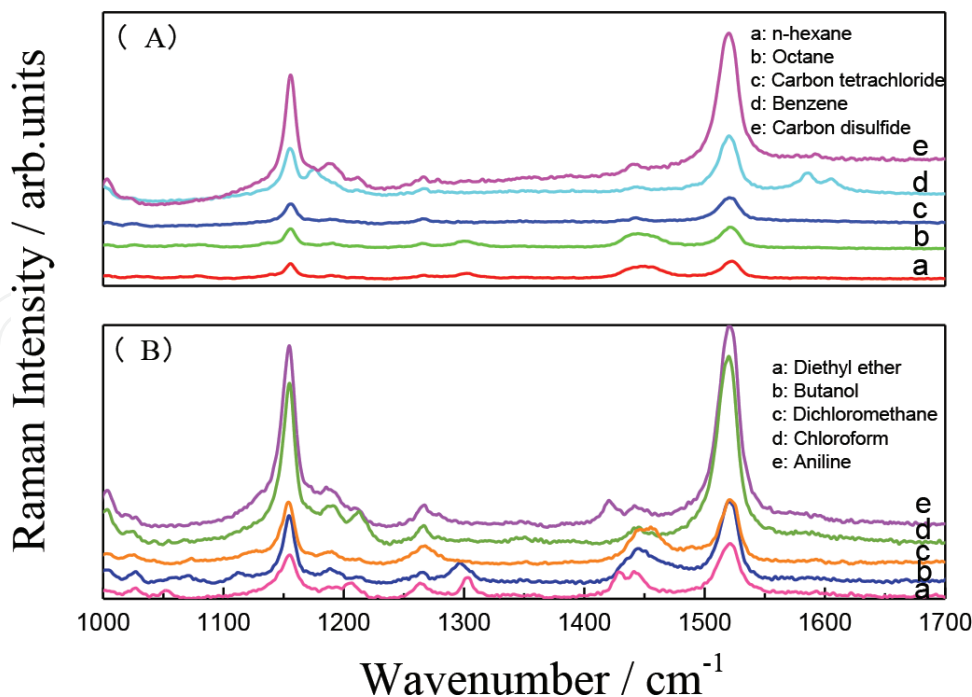 Raman Intensity / arb.units
( A)
a: n-hexane
b: Octane
c: Carbon tetrachloride
d: Benzene
e: Carbon disulfide
e
d
c
b
a
( B)
a: Diethyl ether
b: Butanol
c: Dichloromethane
d: Chloroform
e: Aniline
e
d
c
b
a
1000 1100 1200 1300 1400 1500 1600 1700
Wavenumber / cm⁻¹